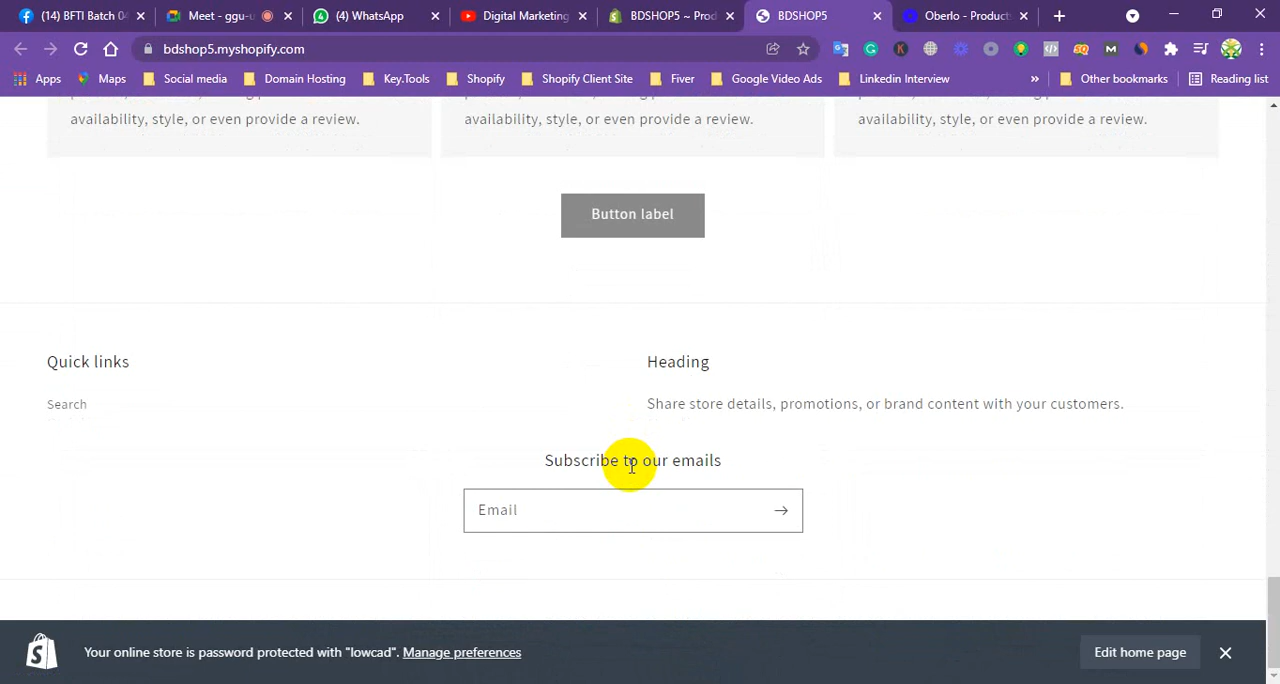 (14) BFTI Batch 04
Meet - ggu-u
(4) WhatsApp
Digital Marketing
BDSHOP5 ~ Prod
BDSHOP5
Oberlo - Products
bdshop5.myshopify.com
Apps
Maps
Social media
Domain Hosting
Key.Tools
Shopify
Shopify Client Site
Fiver
Google Video Ads
Linkedin Interview
»
Other bookmarks
Reading list
availability, style, or even provide a review.
availability, style, or even provide a review.
availability, style, or even provide a review.
Button label
Quick links
Heading
Search
Share store details, promotions, or brand content with your customers.
Subscribe to our emails
Email
Your online store is password protected with "lowcad". Manage preferences
Edit home page